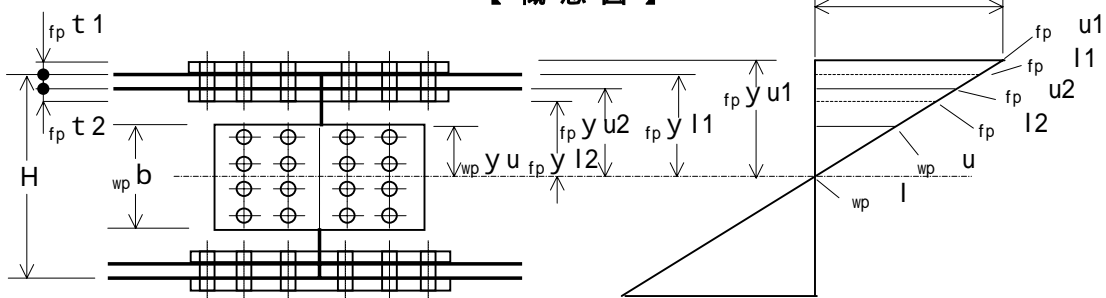 【 概 念 図 】
fp t 1
fp t 2
H
wp b
wp y u
fp y l2
fp y u2
fp y l1
fp y u1
fp u1
fp l1
fp u2
fp l2
wp u
wp l